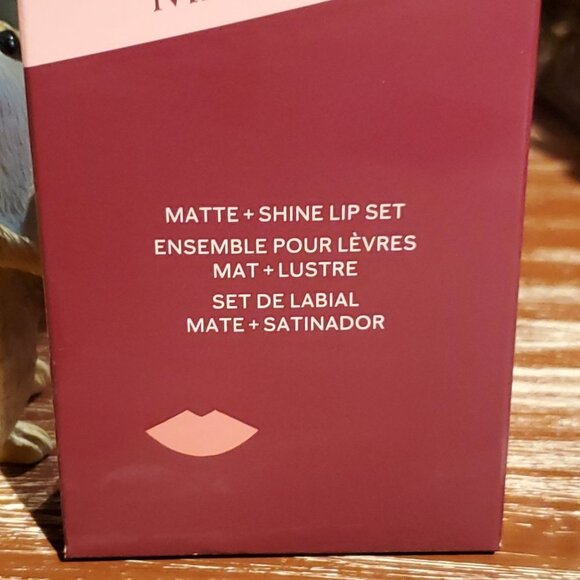 MATTE + SHINE LIP SET
ENSEMBLE POUR LÈVRES
MAT + LUSTRE
SET DE LABIAL
MATE + SATINADOR